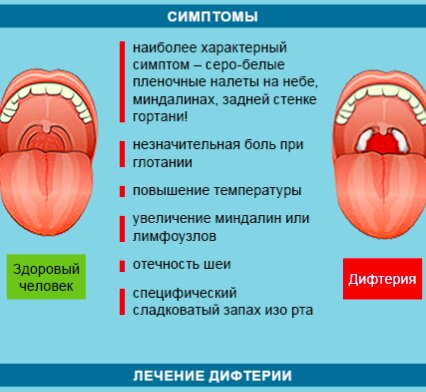 СИМПТОМЫ
наиболее характерный
симптом – серо-белые
пленочные налеты на небе,
миндалинах, задней стенке
гортани!
незначительная боль при
глотании
повышение температуры
увеличение миндалин или
лимфоузлов
отечность шеи
специфический
сладковатый запах изо рта
Здоровый
человек
Дифтерия
ЛЕЧЕНИЕ ДИФТЕРИИ